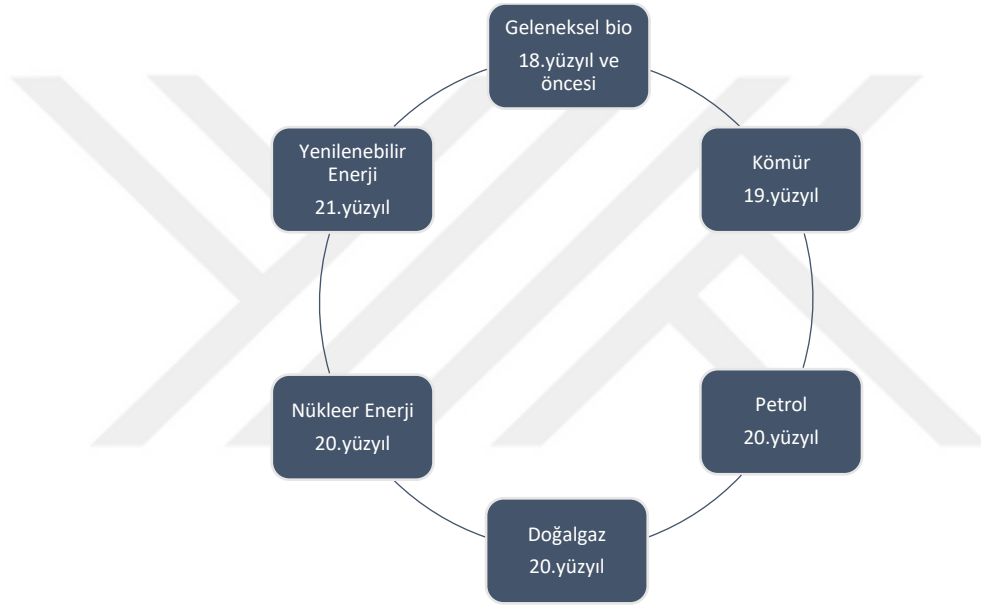 Geleneksel bio
18.yüzyıl ve
öncesi
Kömür
19.yüzyıl
Petrol
20.yüzyıl
Doğalgaz
20.yüzyıl
Nükleer Enerji
20.yüzyıl
Yenilenebilir
Enerji
21.yüzyıl